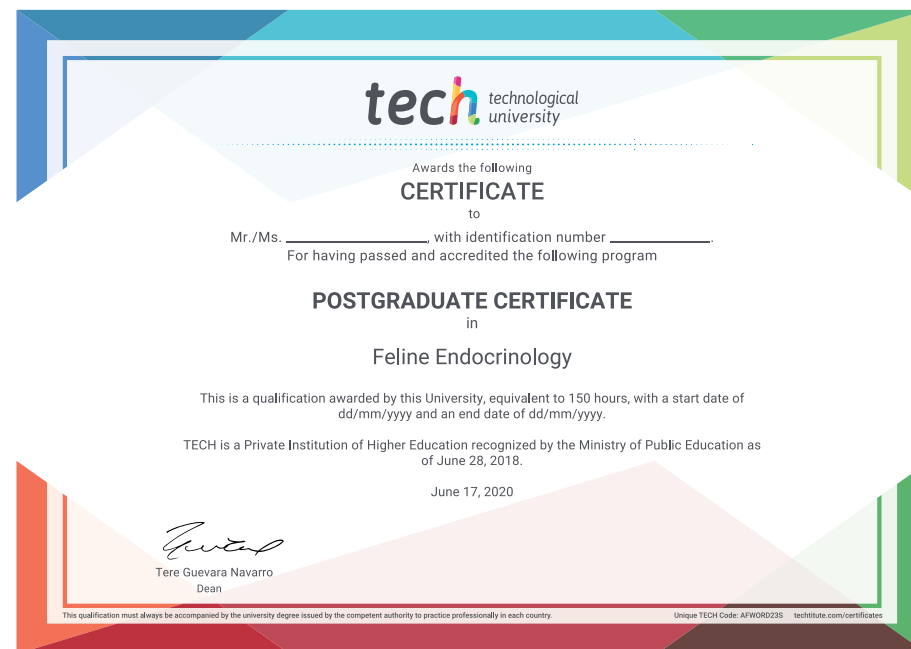 tech technological
university
Awards the following
CERTIFICATE
to
Mr./Ms. ____________, with identification number ____________.
For having passed and accredited the following program
POSTGRADUATE CERTIFICATE
in
Feline Endocrinology
This is a qualification awarded by this University, equivalent to 150 hours, with a start date of
dd/mm/yyyy and an end date of dd/mm/yyyy.
TECH is a Private Institution of Higher Education recognized by the Ministry of Public Education as
of June 28, 2018.
June 17, 2020
Tere Guevara Navarro
Dean
This qualification must always be accompanied by the university degree issued by the competent authority to practice professionally in each country. Unique TECH Code: AFWORD23S techtitute.com/certificates